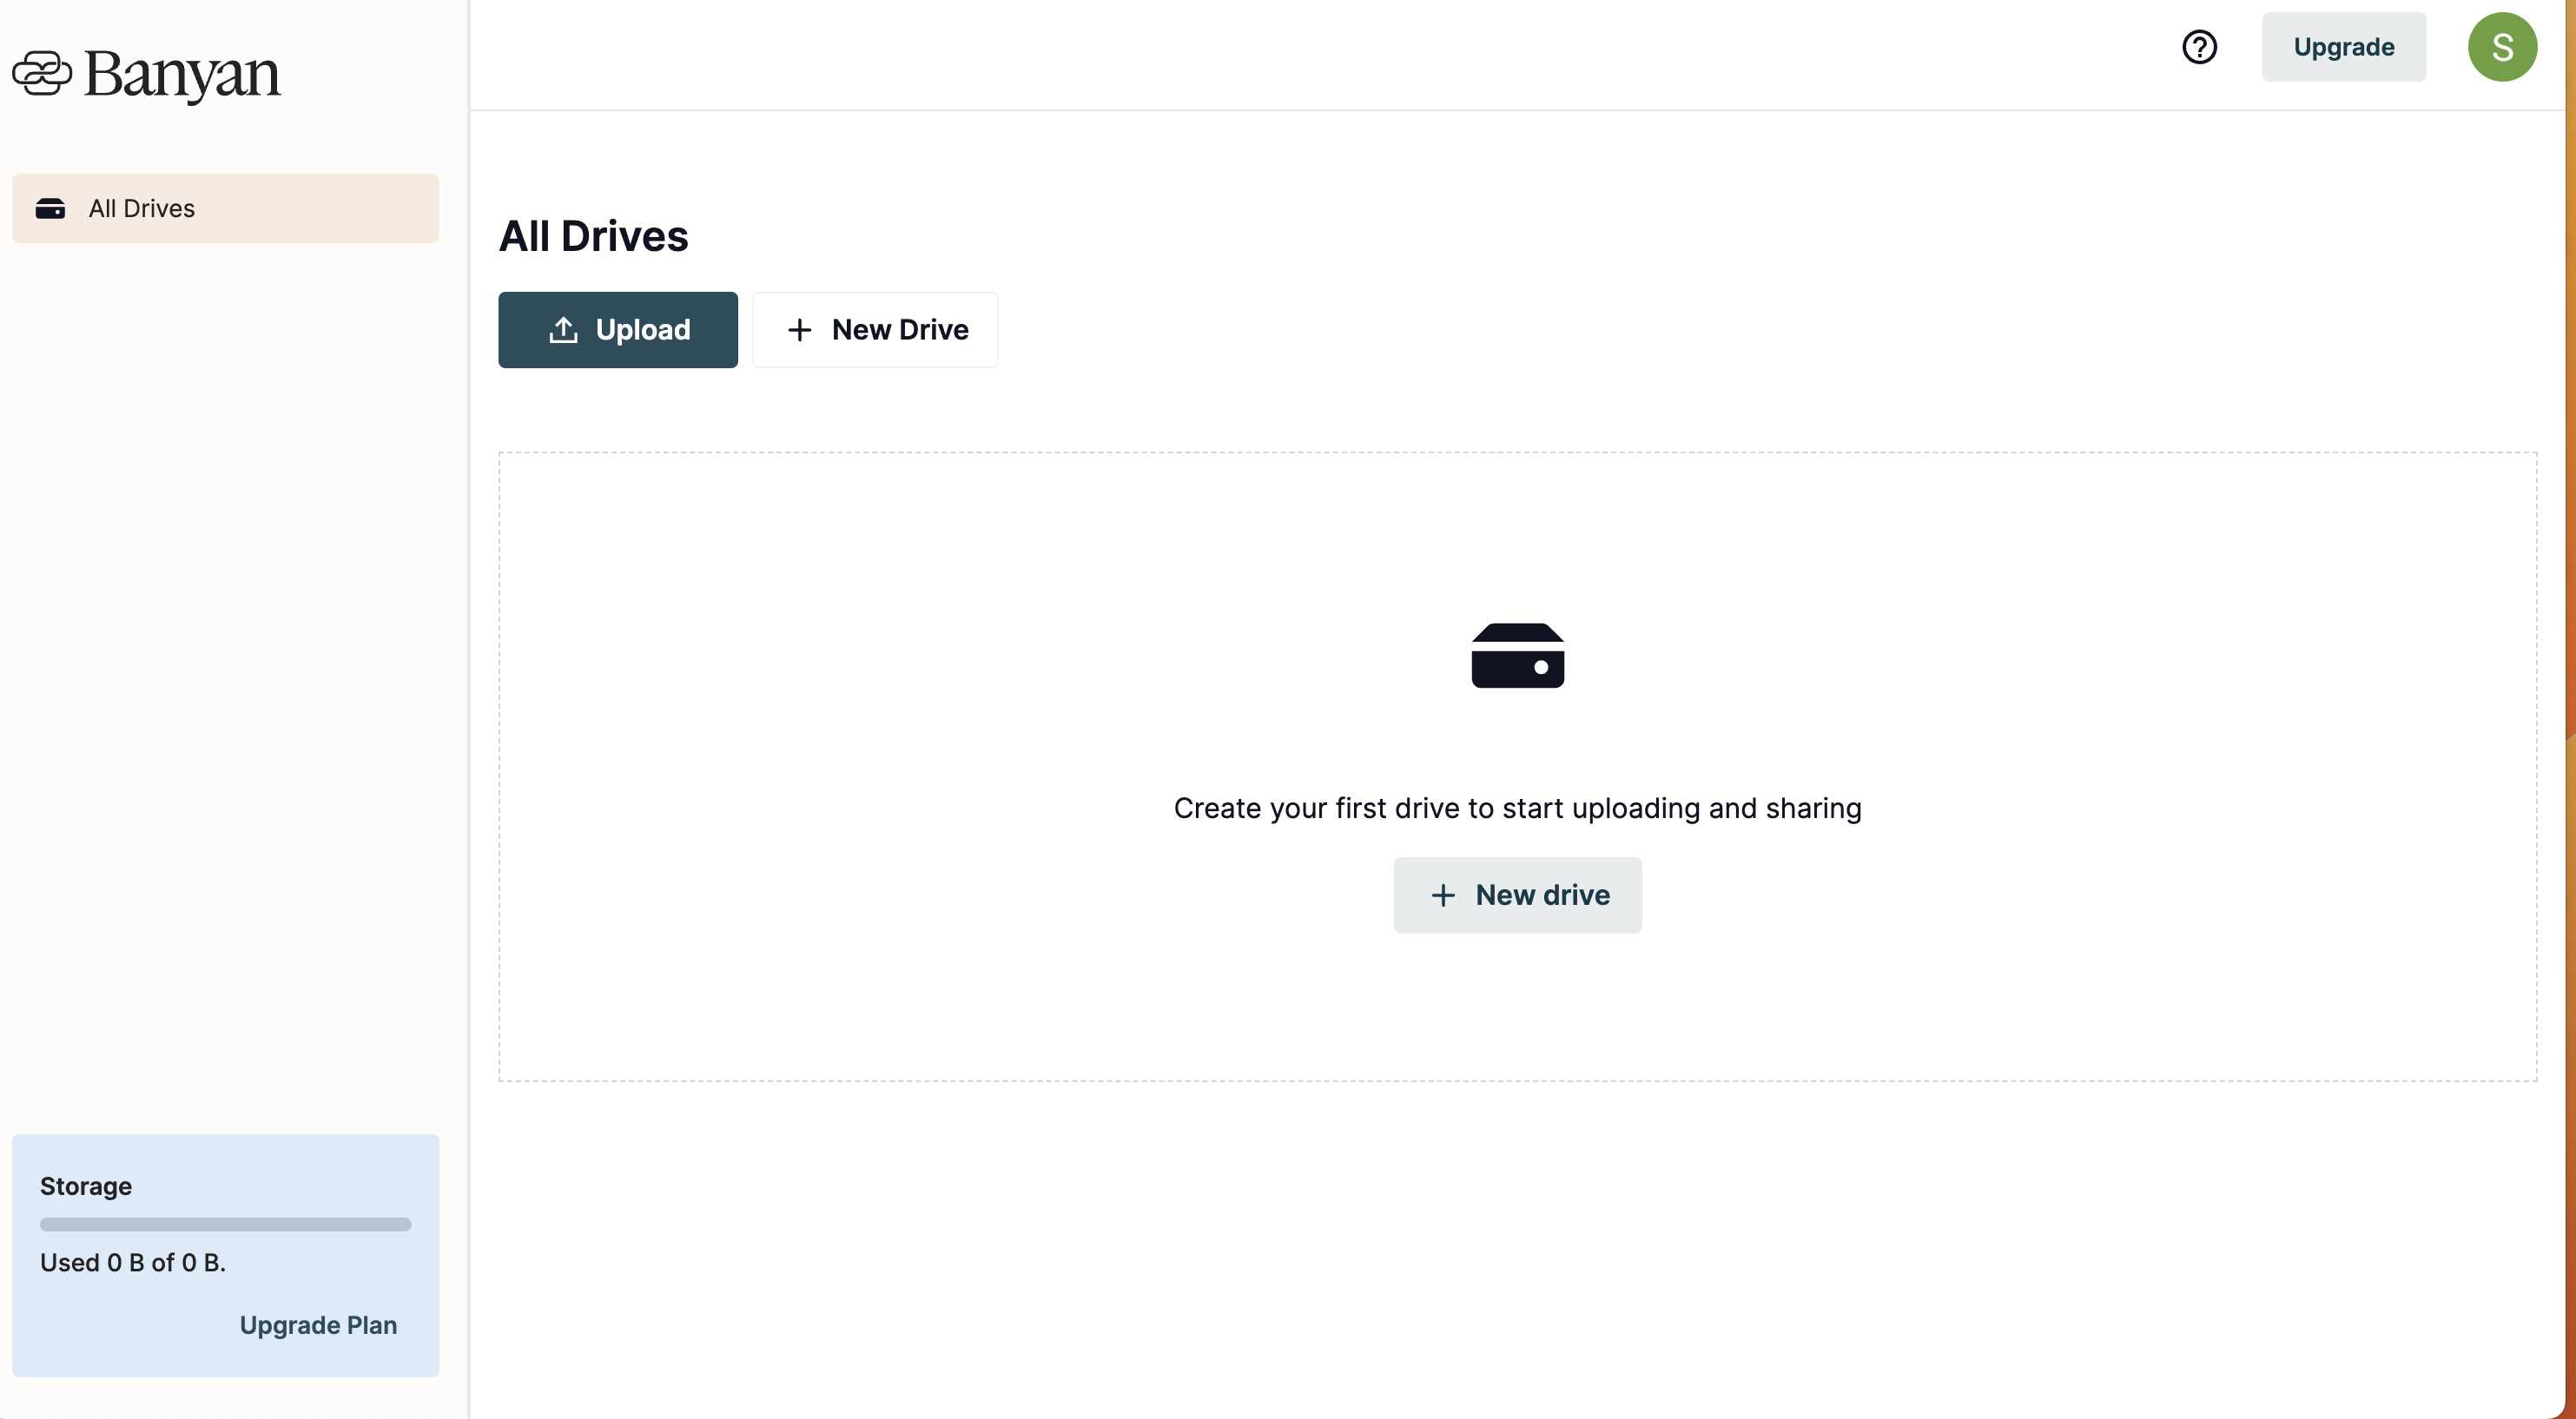 Banyan
All Drives
Storage
Used 0 B of 0 B.
Upgrade Plan
Upgrade
S
All Drives
Upload
New Drive
Create your first drive to start uploading and sharing
New drive